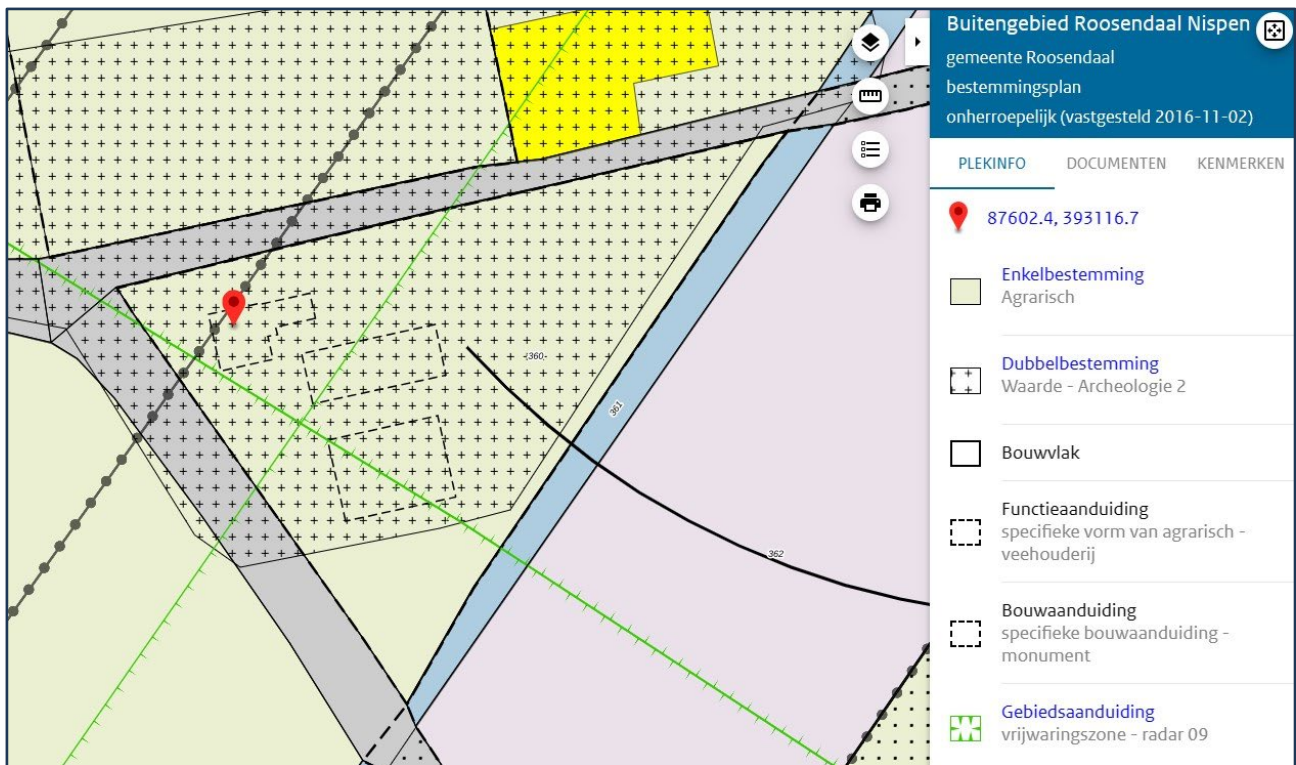 Buitengebied Roosendaal Nispen
gemeente Roosendaal
bestemmingsplan
onherroepelijk (vastgesteld 2016-11-02)
PLEKINFO DOCUMENTEN KENMERKEN
87602.4, 393116.7
Enkelbestemming
Agrarisch
Dubbelbestemming
Waarde - Archeologie 2
Bouwvlak
Functieaanduiding
specifieke vorm van agrarisch -
veehouderij
Bouwaanduiding
specifieke bouwaanduiding -
monument
Gebiedsaanduiding
vrijwaringszone - radar 09
360
361
362